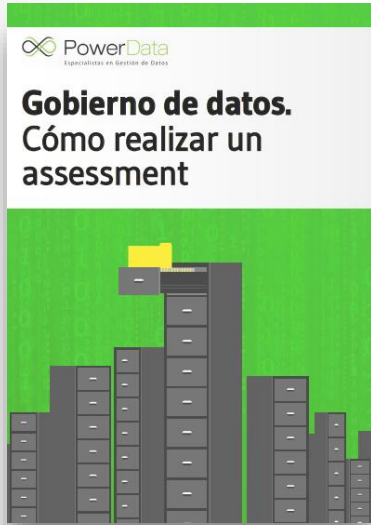 PowerData
Especialistas en Gestión de Datos
Gobierno de datos.
Cómo realizar un
assessment